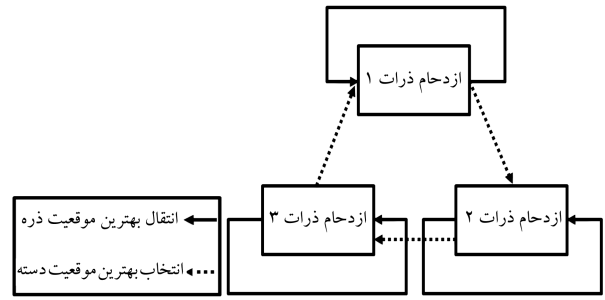 ازدحام ذرات ۱
ازدحام ذرات ۲
ازدحام ذرات ۳
انتقال بهترین موقعیت ذره
انتخاب بهترین موقعیت دسته